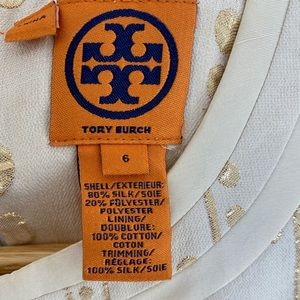 TORY BURCH
6
SHELL/EXTERIEUR:
80% SILK/SOIE
20% POLYESTER/
POLYESTER
LINING/
DOUBLURE:
100% COTTON/
COTON
TRIMMING/
RÉGLAGE:
100% SILK/SOIE